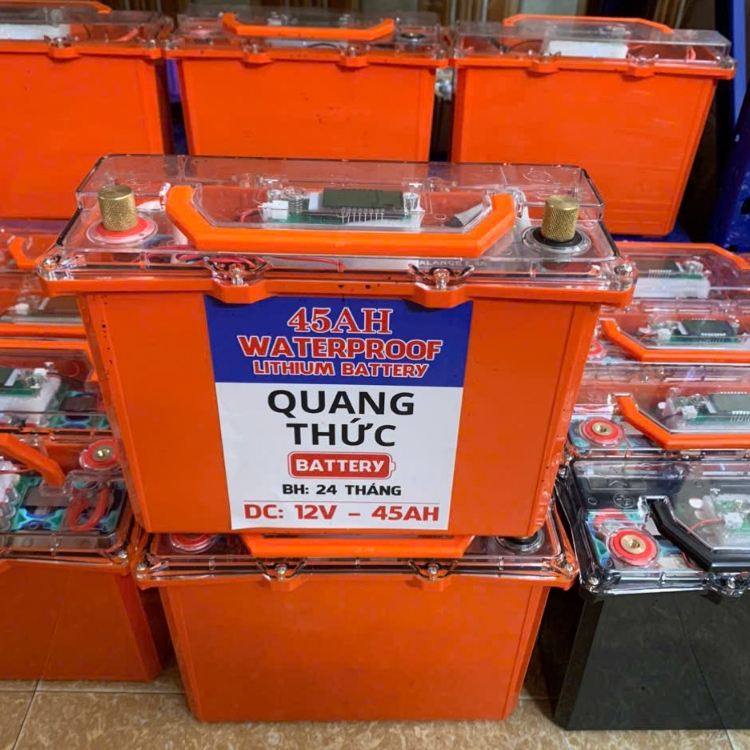 45AH
WATERPROOF
LITHIUM BATTERY
QUANG
THỨC
BATTERY
BH: 24 THÁNG
DC: 12V – 45AH